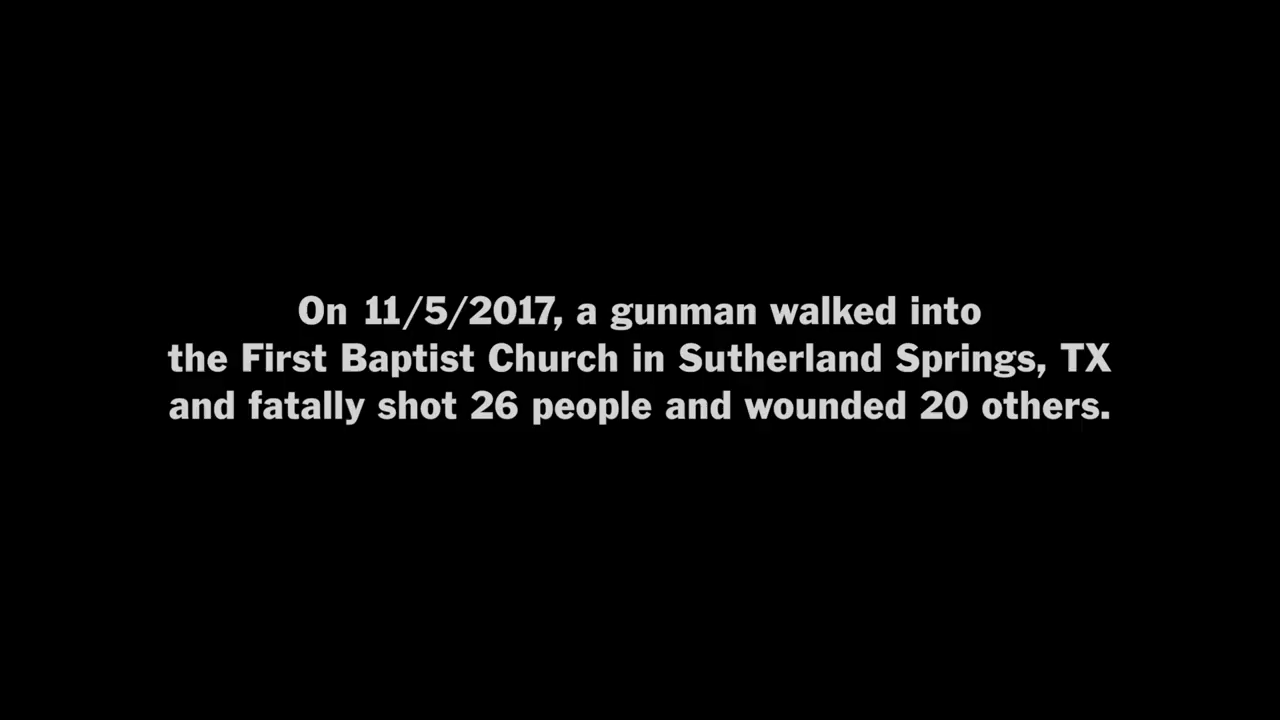 On 11/5/2017, a gunman walked into
the First Baptist Church in Sutherland Springs, TX
and fatally shot 26 people and wounded 20 others.